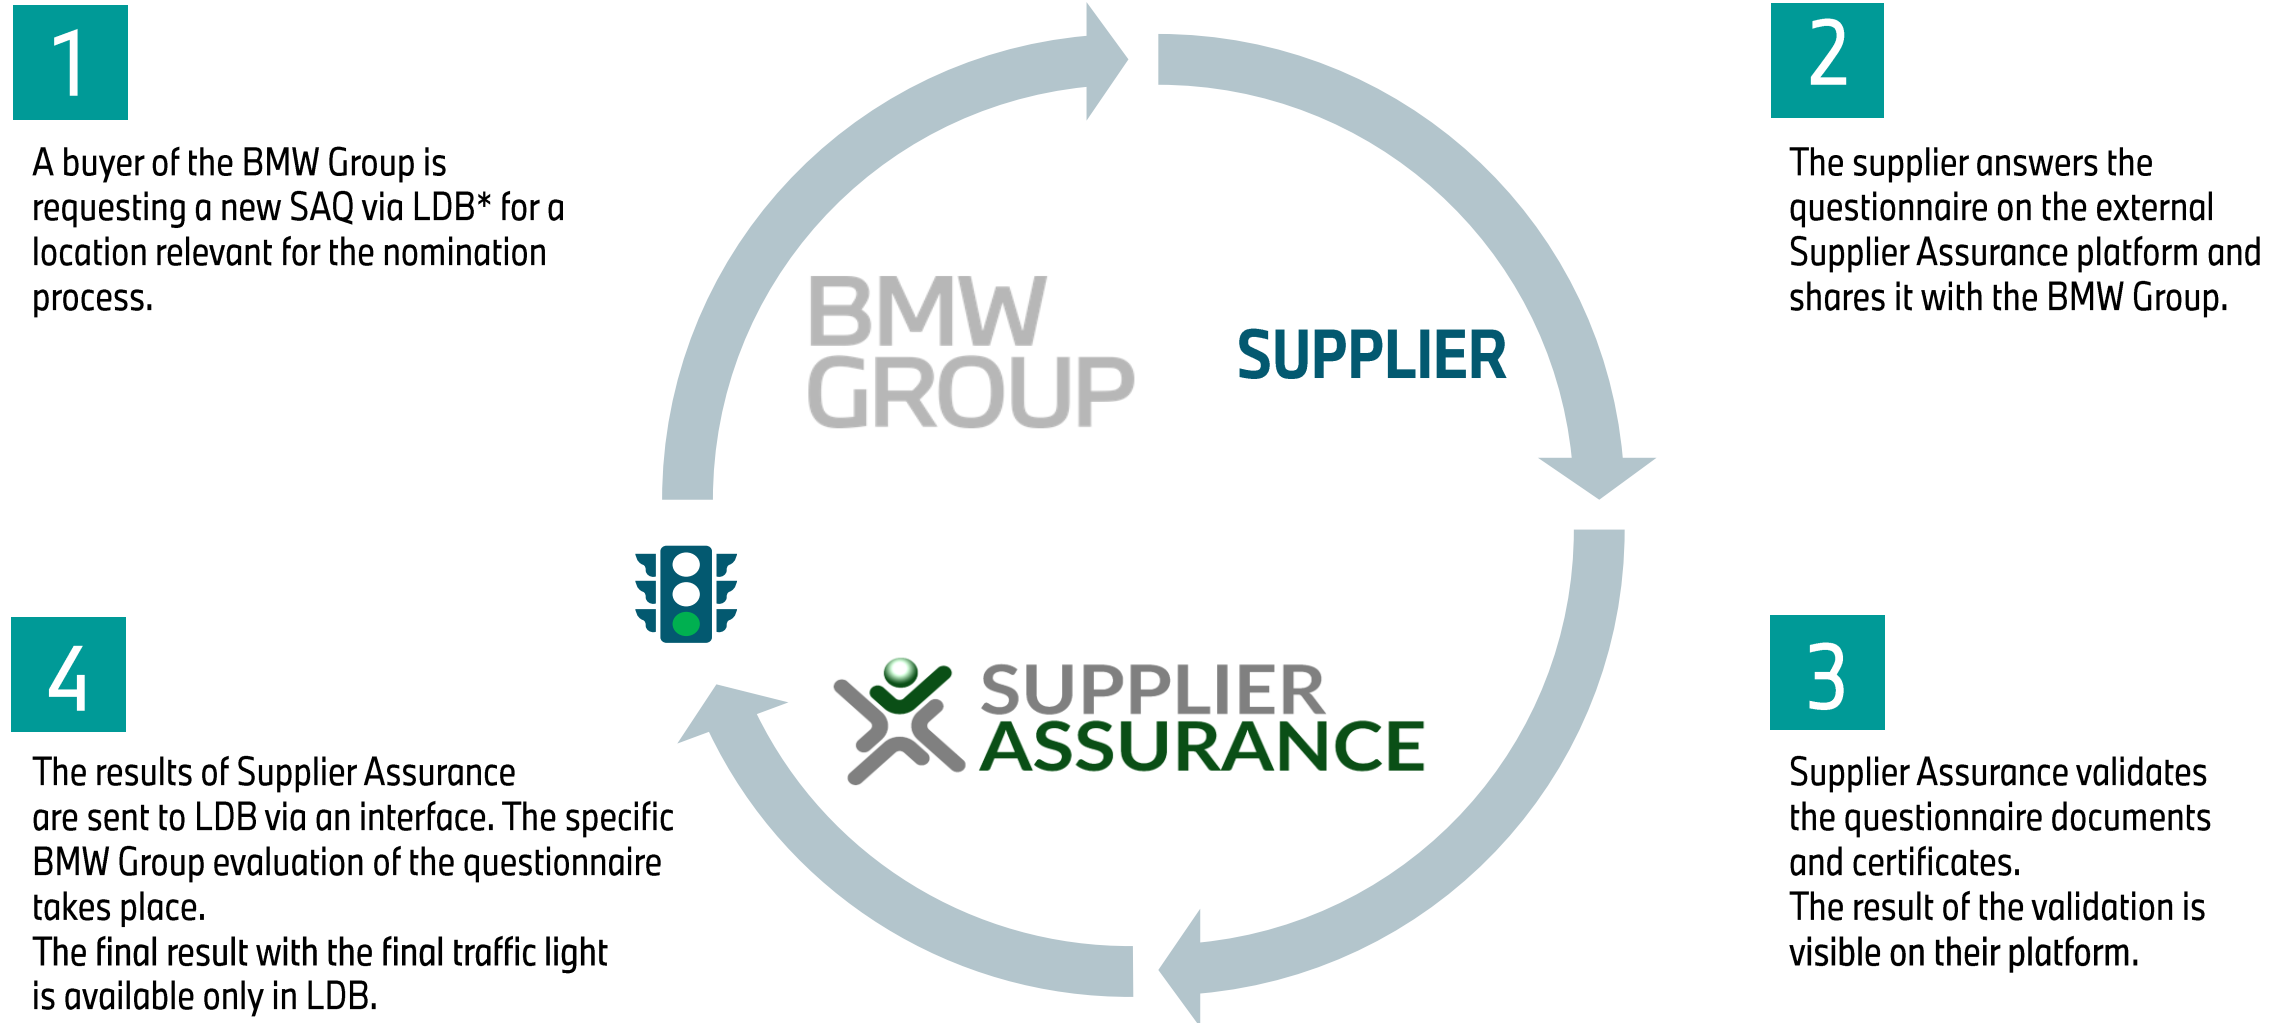 1
A buyer of the BMW Group is
requesting a new SAQ via LDB* for a
location relevant for the nomination
process.
2
The supplier answers the
questionnaire on the external
Supplier Assurance platform and
shares it with the BMW Group.
BMW
GROUP
SUPPLIER
SUPPLIER
ASSURANCE
3
Supplier Assurance validates
the questionnaire documents
and certificates.
The result of the validation is
visible on their platform.
4
The results of Supplier Assurance
are sent to LDB via an interface. The specific
BMW Group evaluation of the questionnaire
takes place.
The final result with the final traffic light
is available only in LDB.